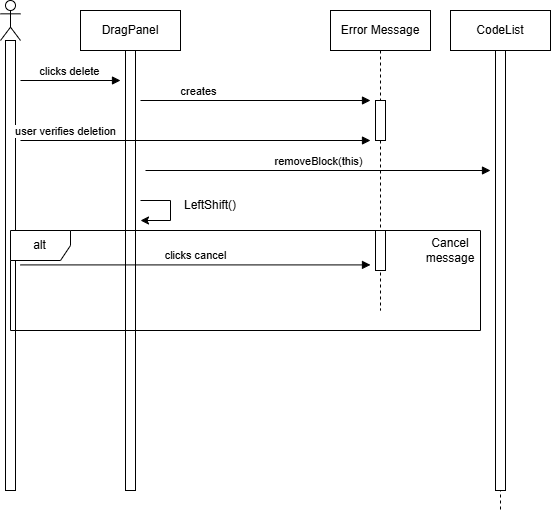 DragPanel
Error Message
CodeList
clicks delete
creates
user verifies deletion
removeBlock(this)
LeftShift()
alt
Cancel
message
clicks cancel